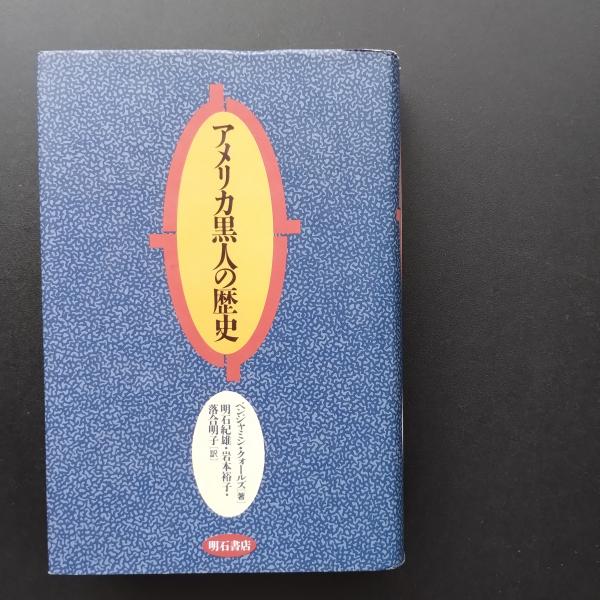 アメリカ黒人の歴史
ベンジャミン・クォールズ［著］
明石紀雄・岩本裕子・
落合明子［訳］
明石書店